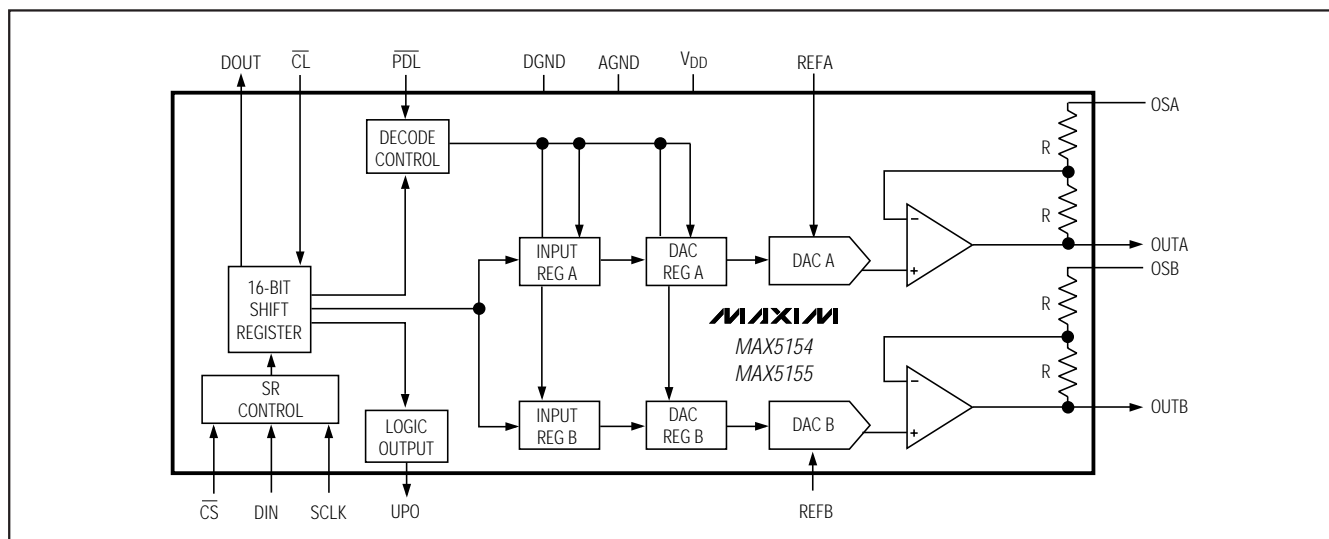 DOUT
CL
PDL
DGND
AGND
VDD
REFA
OSA
DECODE
CONTROL
R
R
INPUT
REG A
DAC
REG A
DAC A
−
+
OUTA
OSB
16-BIT
SHIFT
REGISTER
MAXIM
MAX5154
MAX5155
R
R
SR
CONTROL
LOGIC
OUTPUT
INPUT
REG B
DAC
REG B
DAC B
−
+
OUTB
CS
DIN
SCLK
UPO
REFB